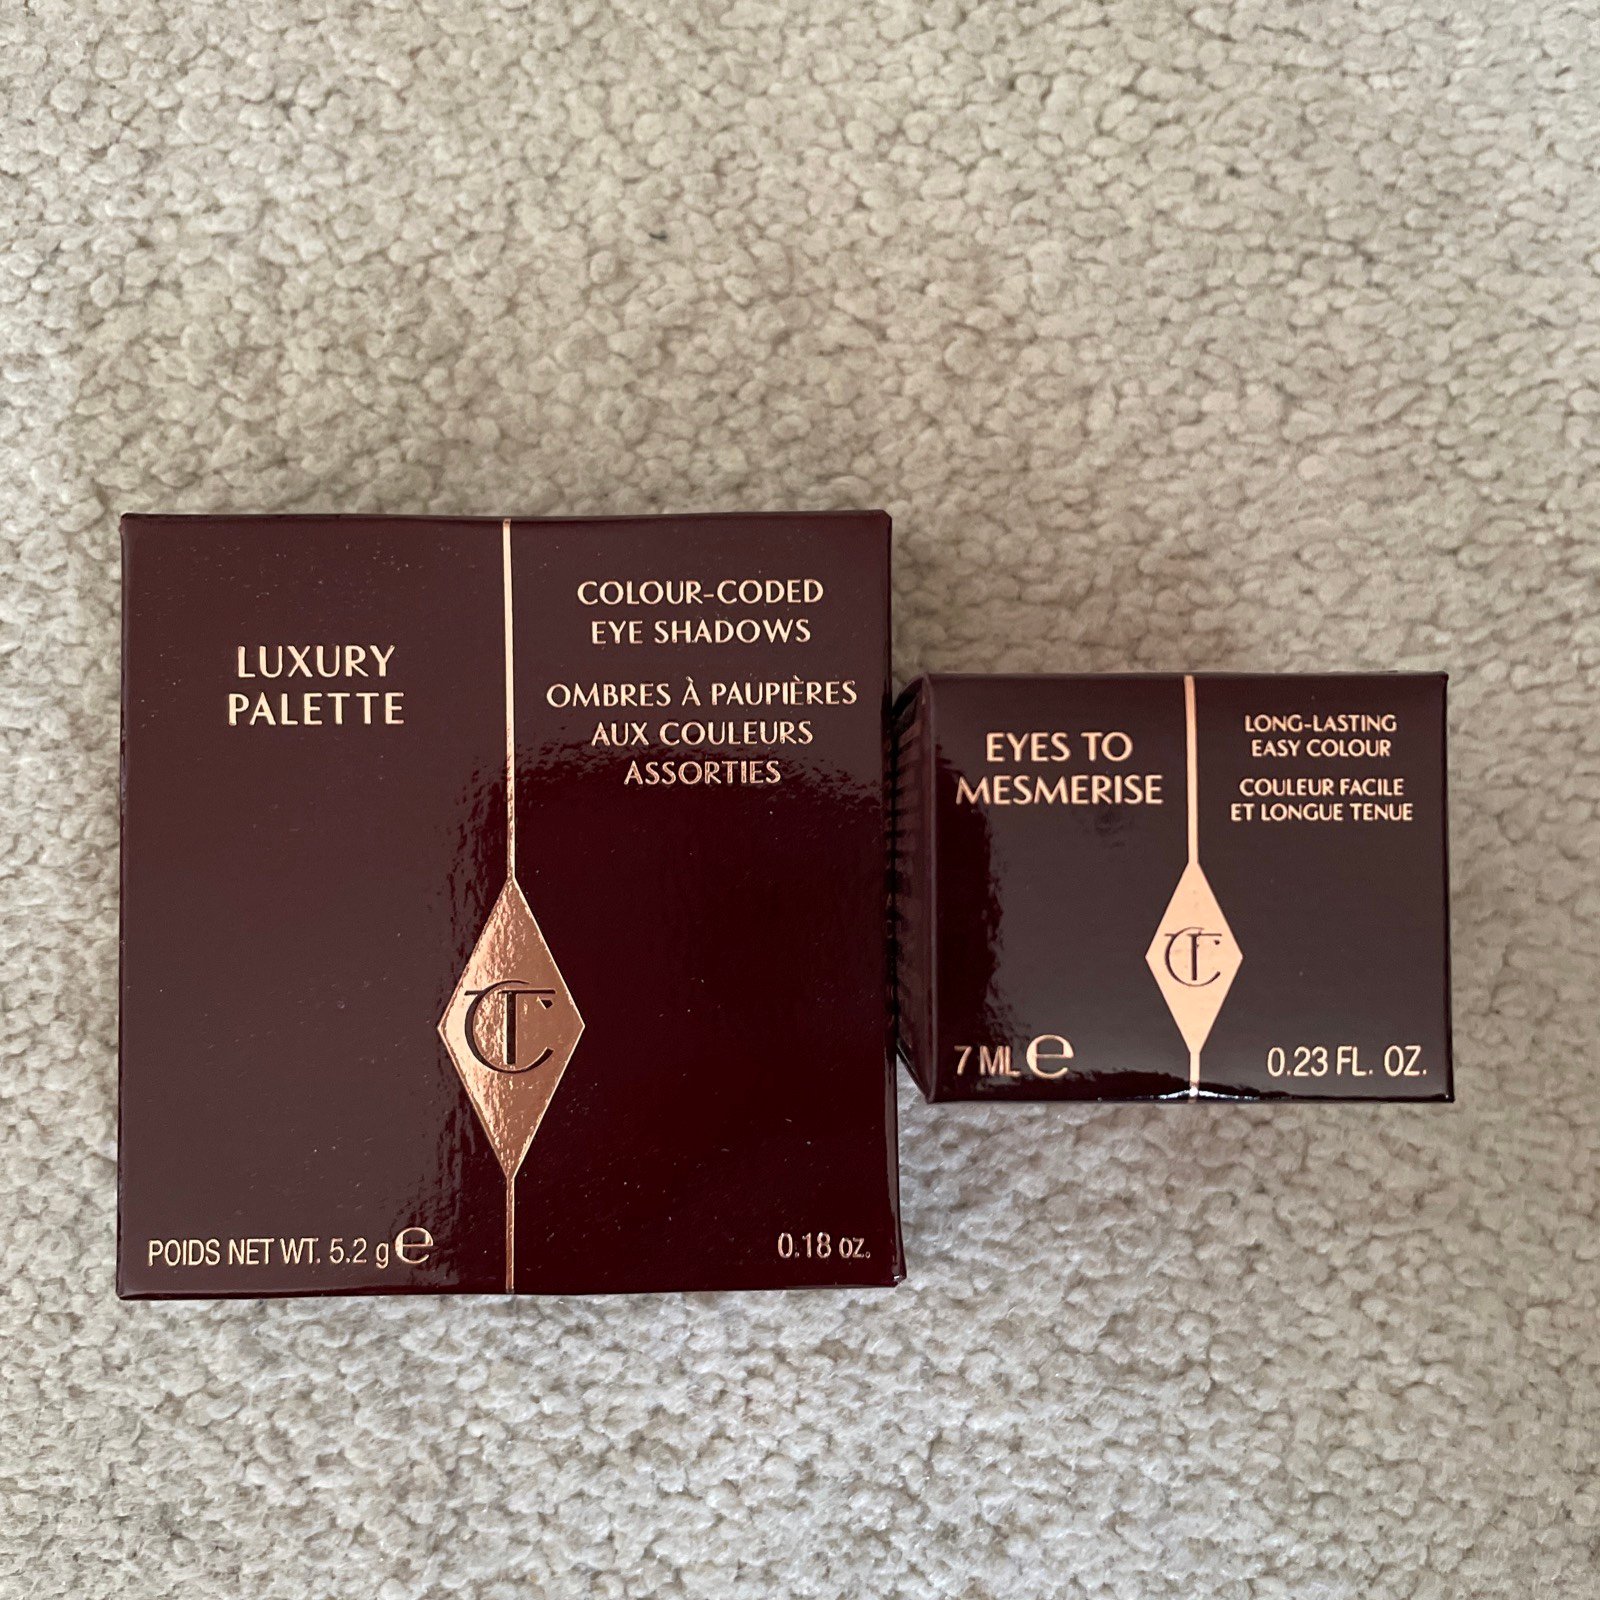 LUXURY
PALETTE
COLOUR-CODED
EYE SHADOWS
OMBRES À PAUPIÈRES
AUX COULEURS
ASSORTIES
CT
POIDS NET WT. 5.2 g e
0.18 oz.
EYES TO
MESMERISE
LONG-LASTING
EASY COLOUR
COULEUR FACILE
ET LONGUE TENUE
CT
7 ML e
0.23 FL. OZ.